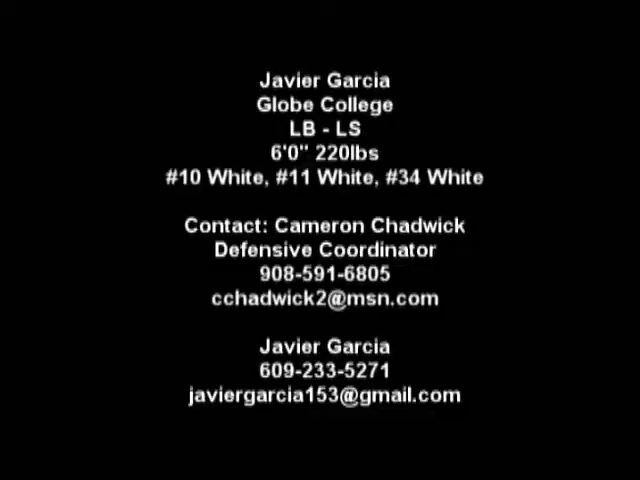 Javier Garcia
Globe College
LB - LS
6'0" 220lbs
#10 White, #11 White, #34 White
Contact: Cameron Chadwick
Defensive Coordinator
908-591-6805
cchadwick2@msn.com
Javier Garcia
609-233-5271
javiergarcia153@gmail.com